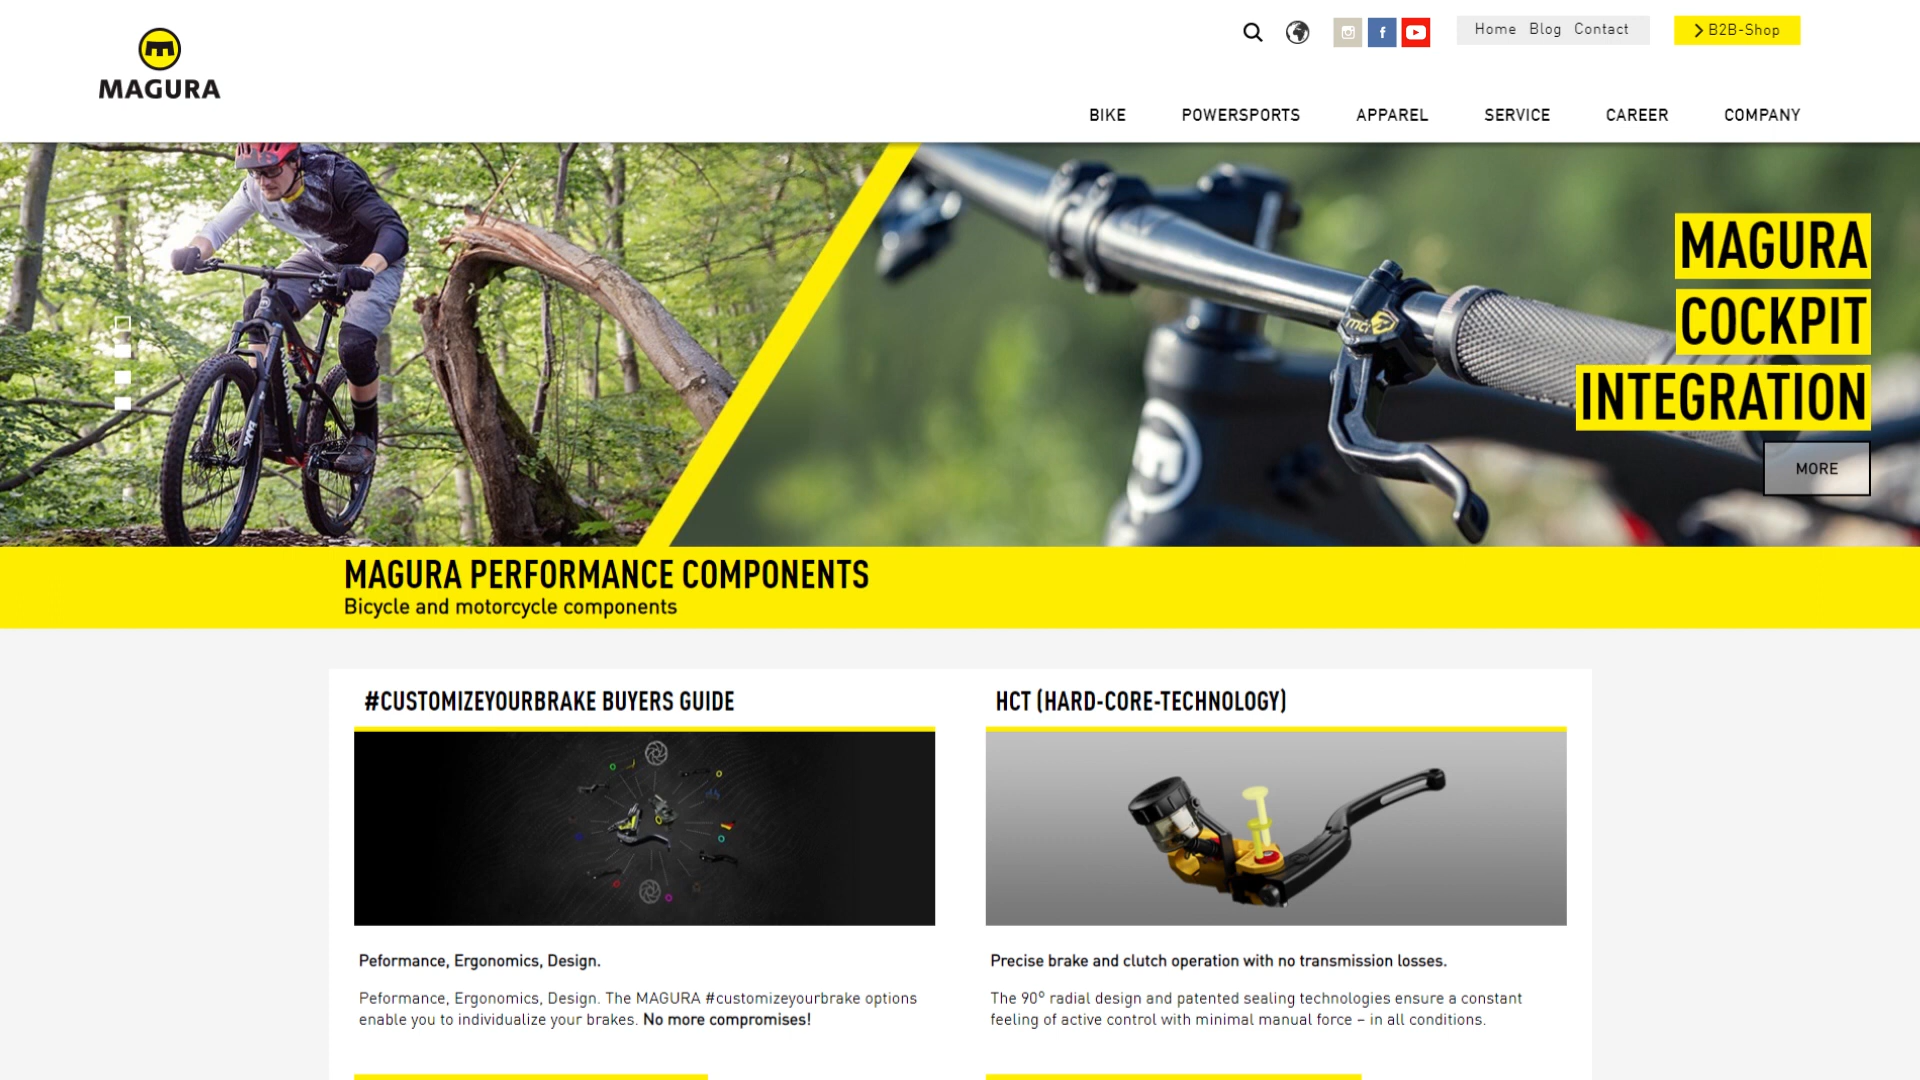 MAGURA
Home Blog Contact
B2B-Shop
BIKE POWERSPORTS APPAREL SERVICE CAREER COMPANY
MAGURA
COCKPIT
INTEGRATION
MORE
MAGURA PERFORMANCE COMPONENTS
Bicycle and motorcycle components
#CUSTOMIZEYOURBRAKE BUYERS GUIDE
HCT (HARD-CORE-TECHNOLOGY)
Peformance, Ergonomics, Design.
Peformance, Ergonomics, Design. The MAGURA #customizeyourbrake options
enable you to individualize your brakes. No more compromises!
Precise brake and clutch operation with no transmission losses.
The 90° radial design and patented sealing technologies ensure a constant
feeling of active control with minimal manual force – in all conditions.